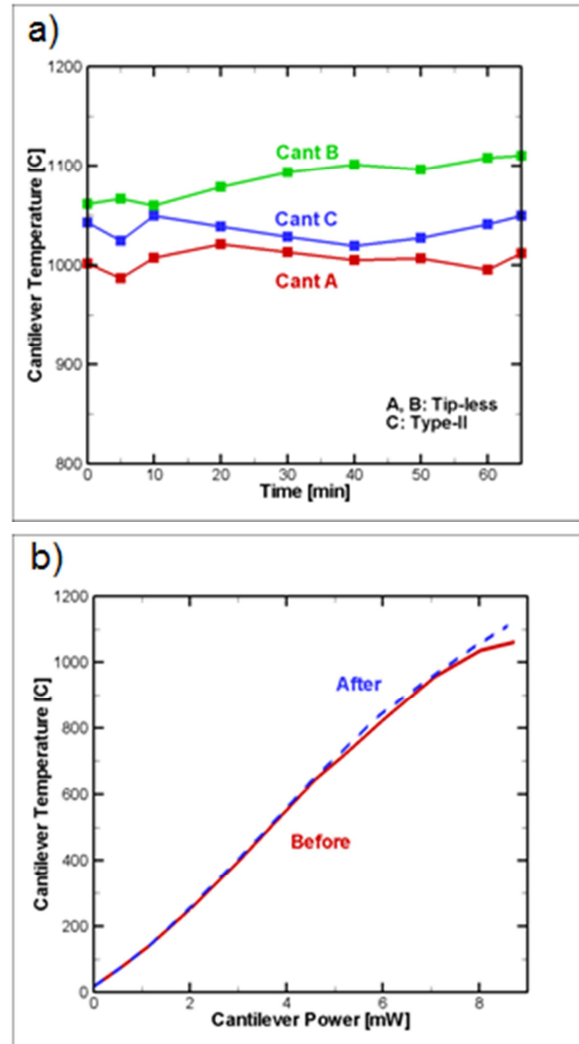 a)
1200
1100
1000
900
800
Cantilever Temperature [C]
Cant B
Cant C
Cant A
A, B: Tip-less
C: Type-II
0 10 20 30 40 50 60
Time [min]
b)
1200
1000
800
600
400
200
0
Cantilever Temperature [C]
After
Before
0 2 4 6 8
Cantilever Power [mW]